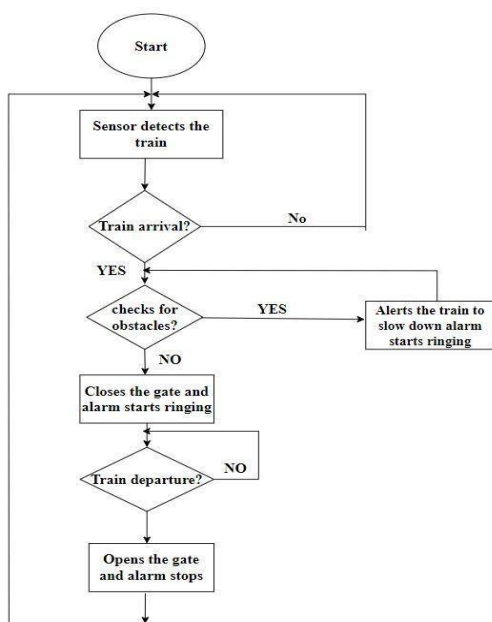 Start
Sensor detects the
train
Train arrival?
No
YES
checks for
obstacles?
YES
Alerts the train to
slow down alarm
starts ringing
NO
Closes the gate and
alarm starts ringing
Train departure?
NO
Opens the gate
and alarm stops